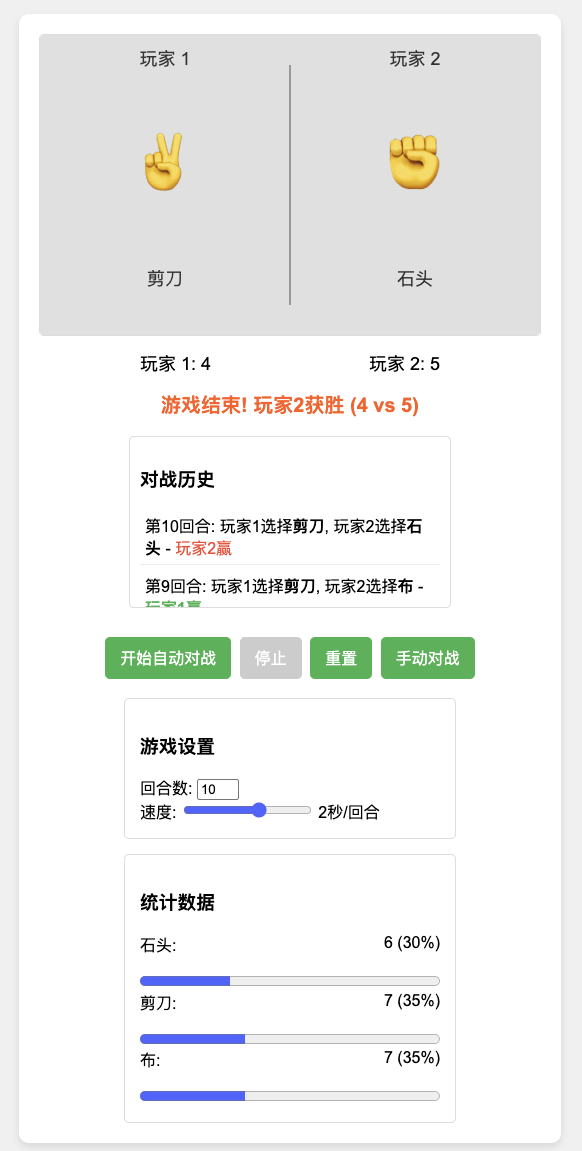 玩家 1
玩家 2
剪刀
石头
玩家 1: 4
玩家 2: 5
游戏结束! 玩家2获胜 (4 vs 5)
对战历史
第10回合: 玩家1选择剪刀, 玩家2选择石
头 - 玩家2赢
第9回合: 玩家1选择剪刀, 玩家2选择布 -
玩家1赢
开始自动对战
停止
重置
手动对战
游戏设置
回合数: 10
速度: 2秒/回合
统计数据
石头: 6 (30%)
剪刀: 7 (35%)
布: 7 (35%)